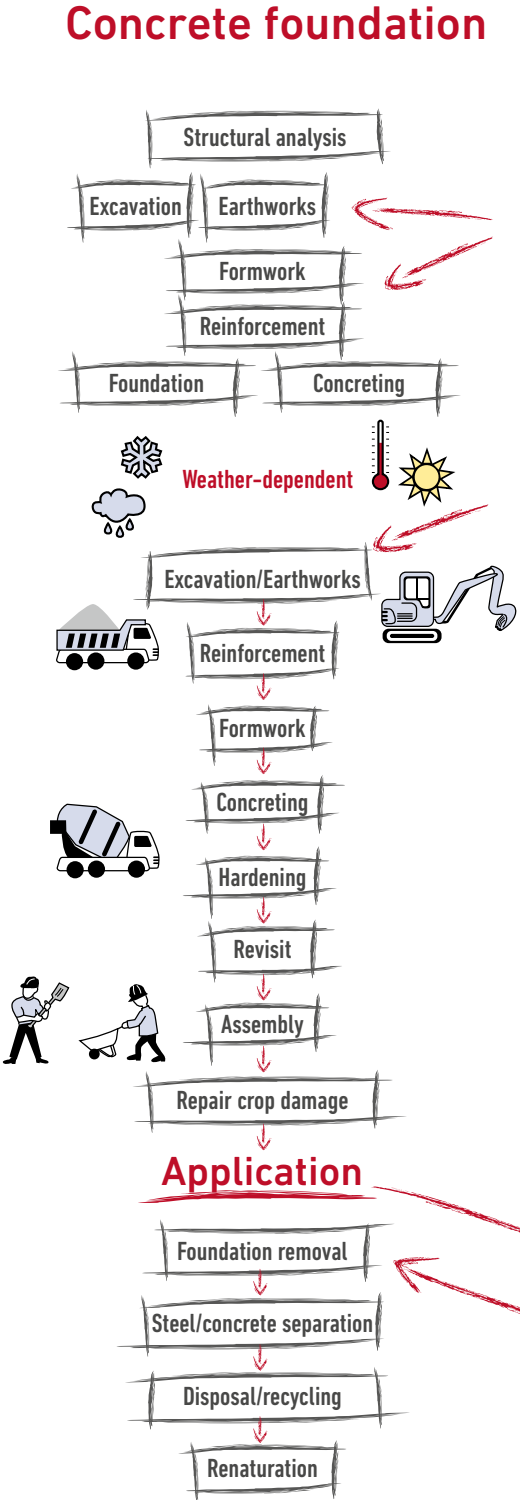 Concrete foundation
Structural analysis
Excavation
Earthworks
Formwork
Reinforcement
Foundation
Concreting
Weather-dependent
Excavation/Earthworks
Reinforcement
Formwork
Concreting
Hardening
Revisit
Assembly
Repair crop damage
Application
Foundation removal
Steel/concrete separation
Disposal/recycling
Renaturation